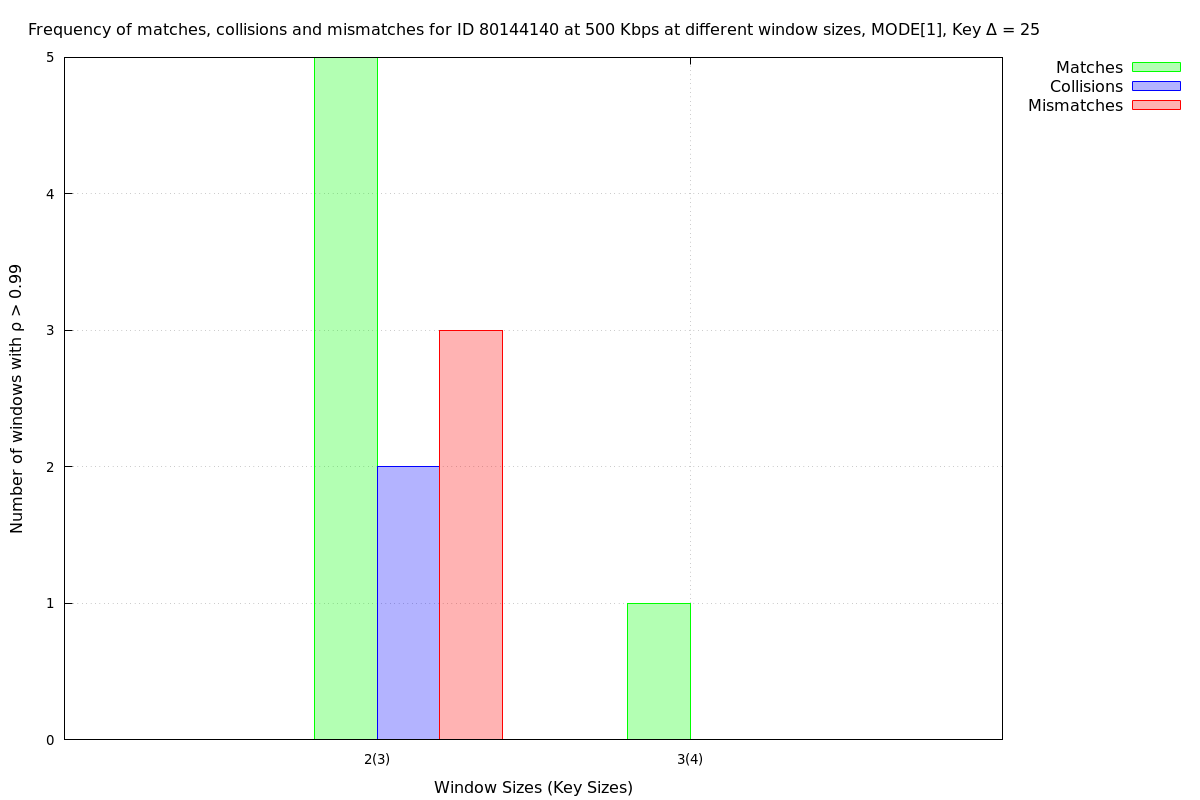 Frequency of matches, collisions and mismatches for ID 80144140 at 500 Kbps at different window sizes, MODE[1], Key Δ = 25
Matches
Collisions
Mismatches
Number of windows with ρ > 0.99
5
4
3
2
1
0
2(3)
3(4)
Window Sizes (Key Sizes)